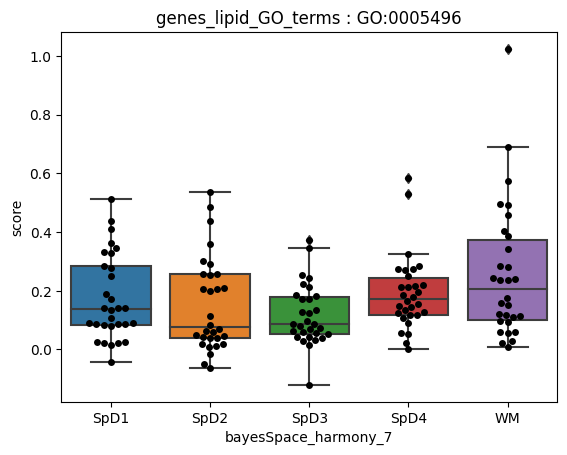 genes_lipid_GO_terms : GO:0005496
1.0
0.8
0.6
0.4
0.2
0.0
score
SpD1 SpD2 SpD3 SpD4 WM
bayesSpace_harmony_7